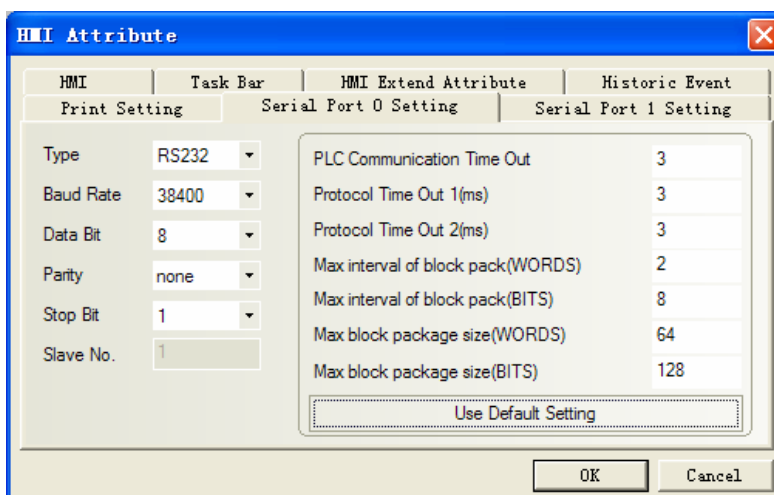 HMI Attribute
HMI Task Bar HMI Extend Attribute Historic Event
Print Setting Serial Port 0 Setting Serial Port 1 Setting
Type RS232
Baud Rate 38400
Data Bit 8
Parity none
Stop Bit 1
Slave No. 1
PLC Communication Time Out 3
Protocol Time Out 1(ms) 3
Protocol Time Out 2(ms) 3
Max interval of block pack(WORDS) 2
Max interval of block pack(BITS) 8
Max block package size(WORDS) 64
Max block package size(BITS) 128
Use Default Setting
OK Cancel